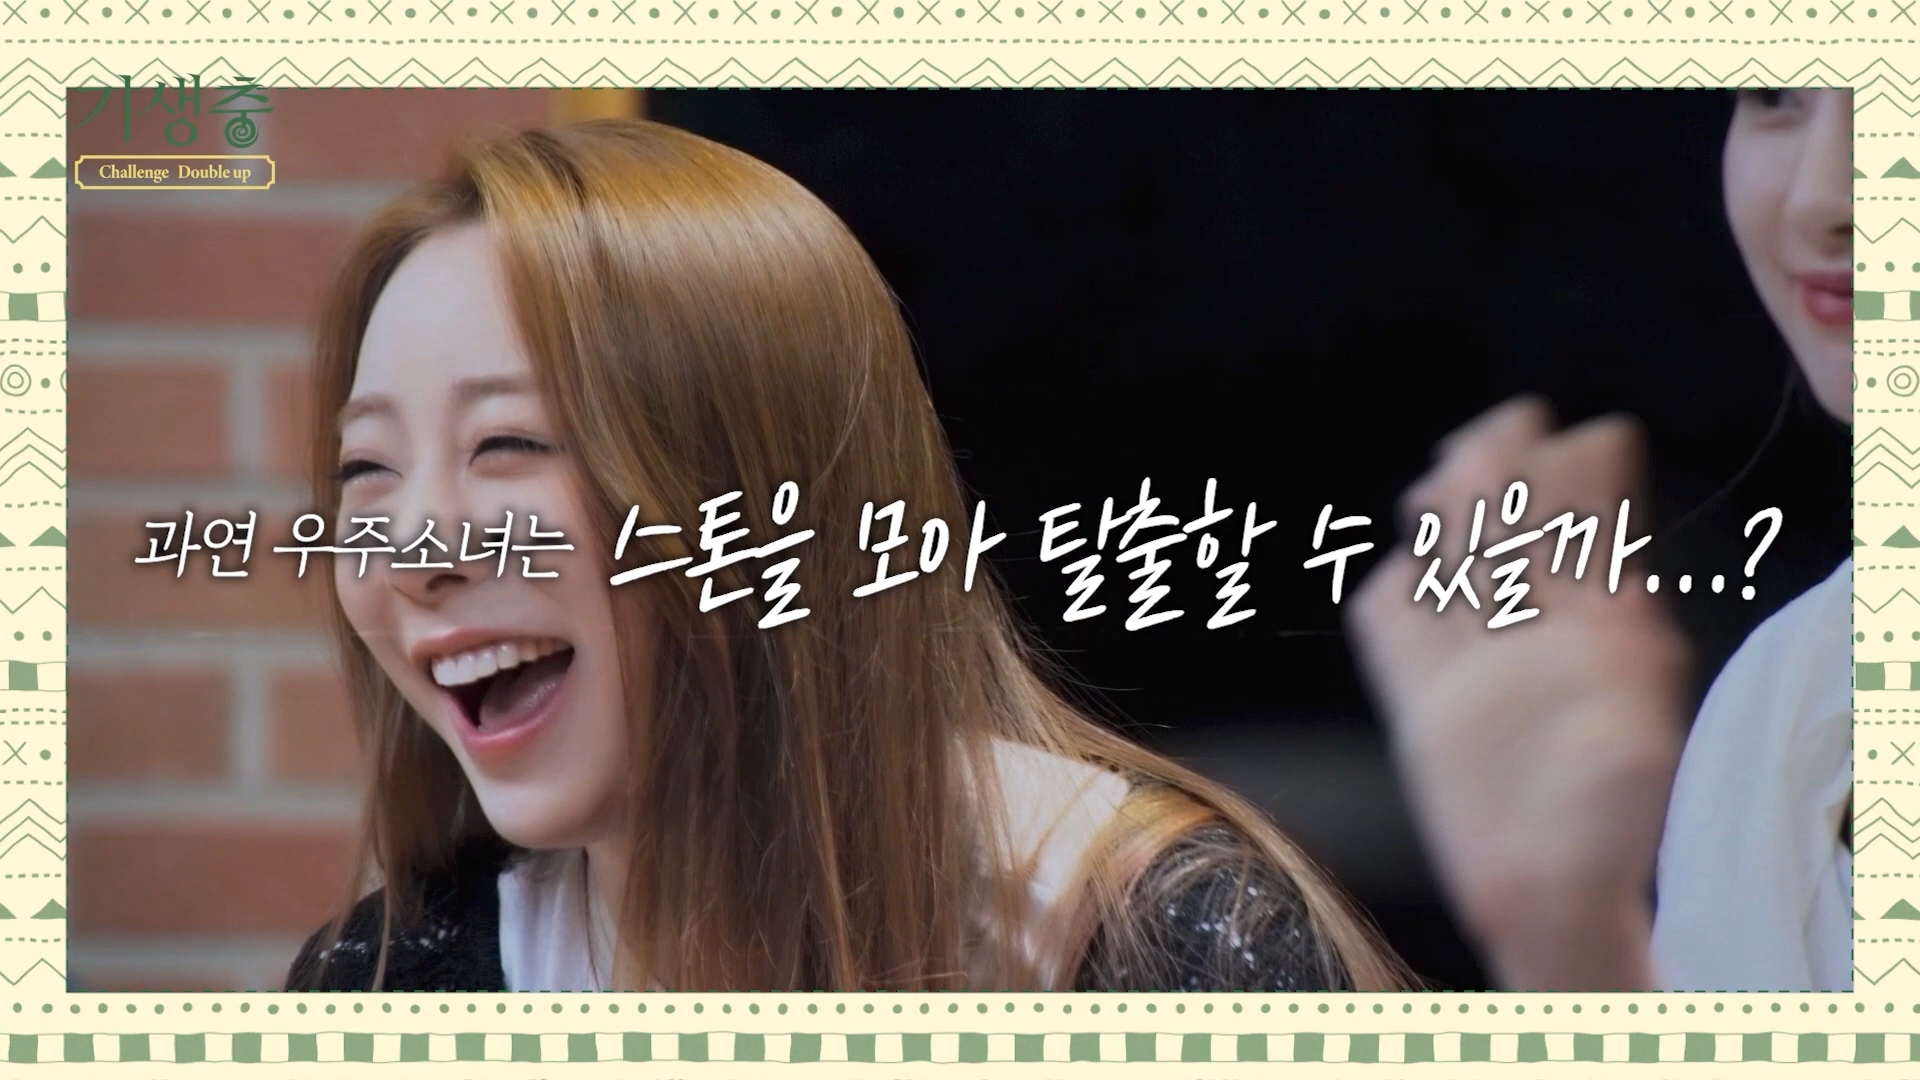 기생춤
Challenge Double up
과연 우주소녀는 스톤을 모아 탈출할 수 있을까...?